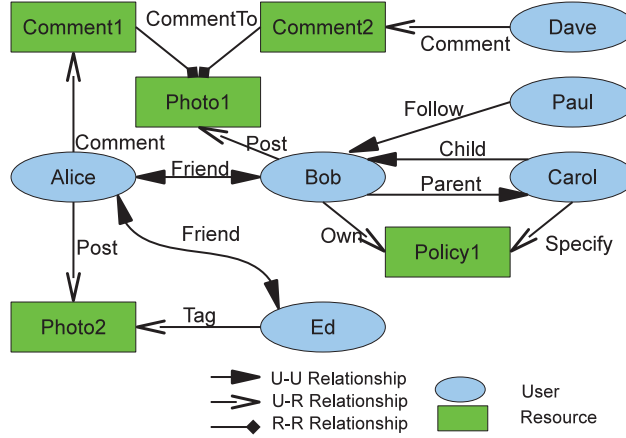 Comment1
CommentTo
Comment2
Dave
Comment
Photo1
Paul
Follow
Comment
Post
Child
Alice
Friend
Bob
Carol
Parent
Post
Friend
Own
Policy1
Specify
Photo2
Tag
Ed
U-U Relationship
User
U-R Relationship
Resource
R-R Relationship